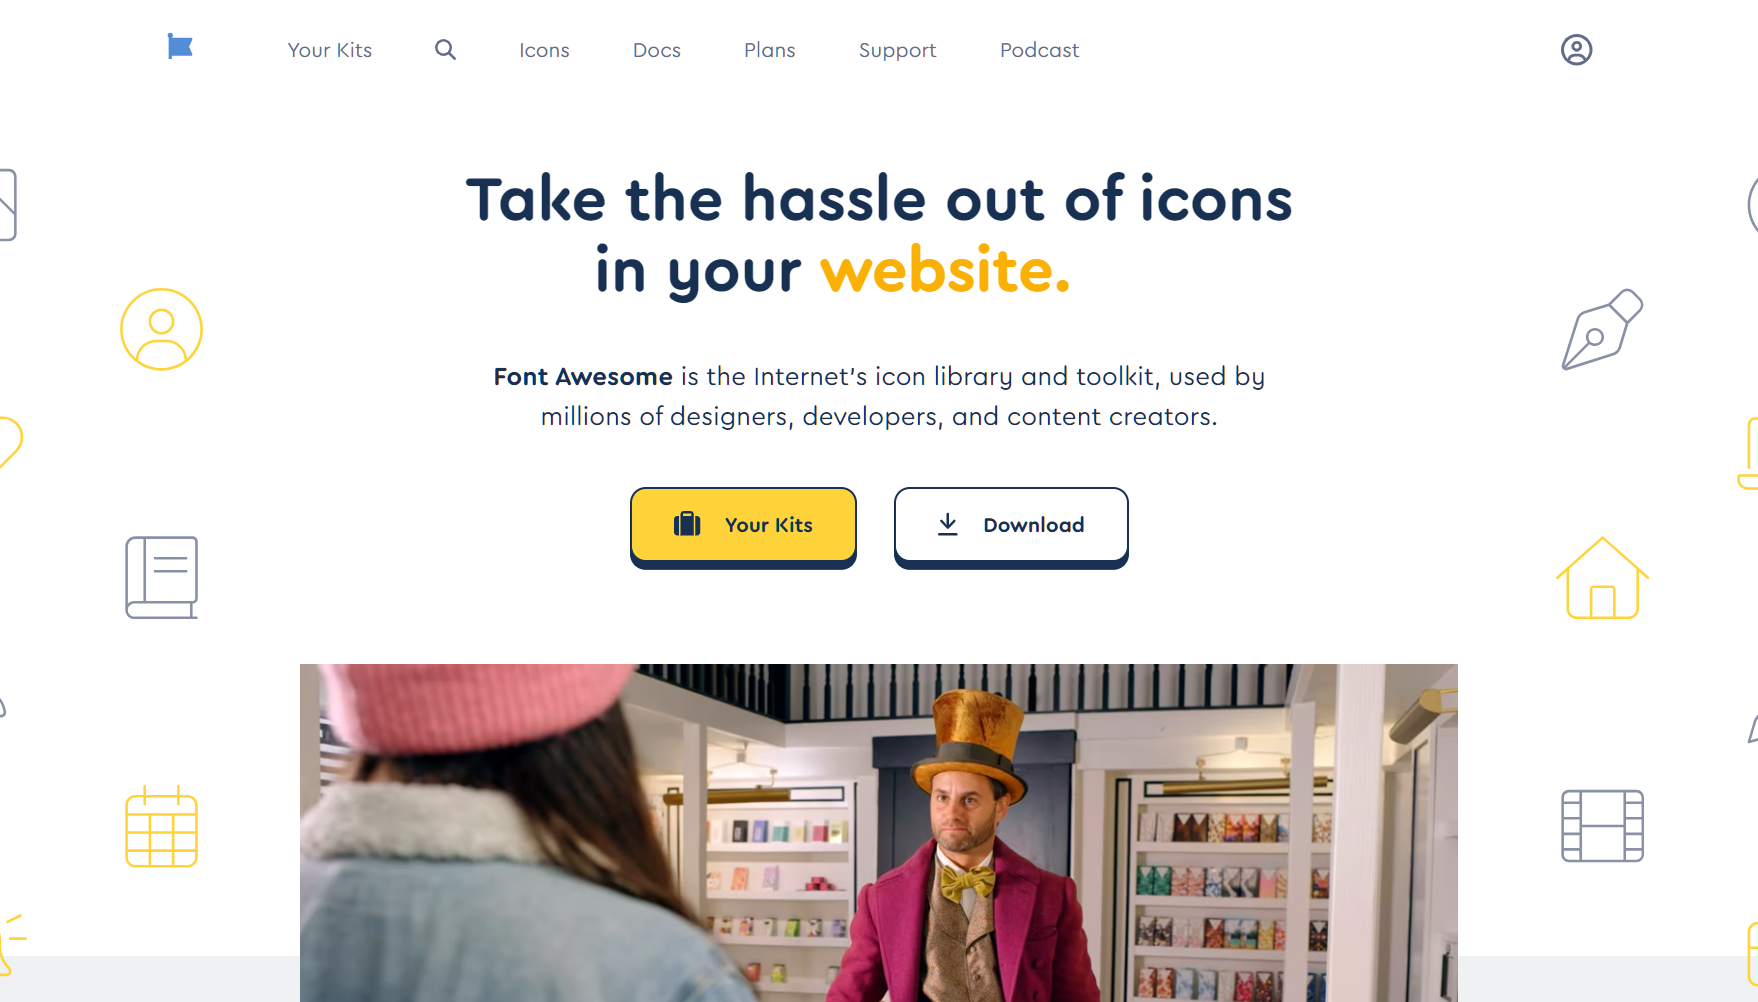 Your Kits Icons Docs Plans Support Podcast
Take the hassle out of icons
in your website.
Font Awesome is the Internet's icon library and toolkit, used by
millions of designers, developers, and content creators.
Your Kits
Download